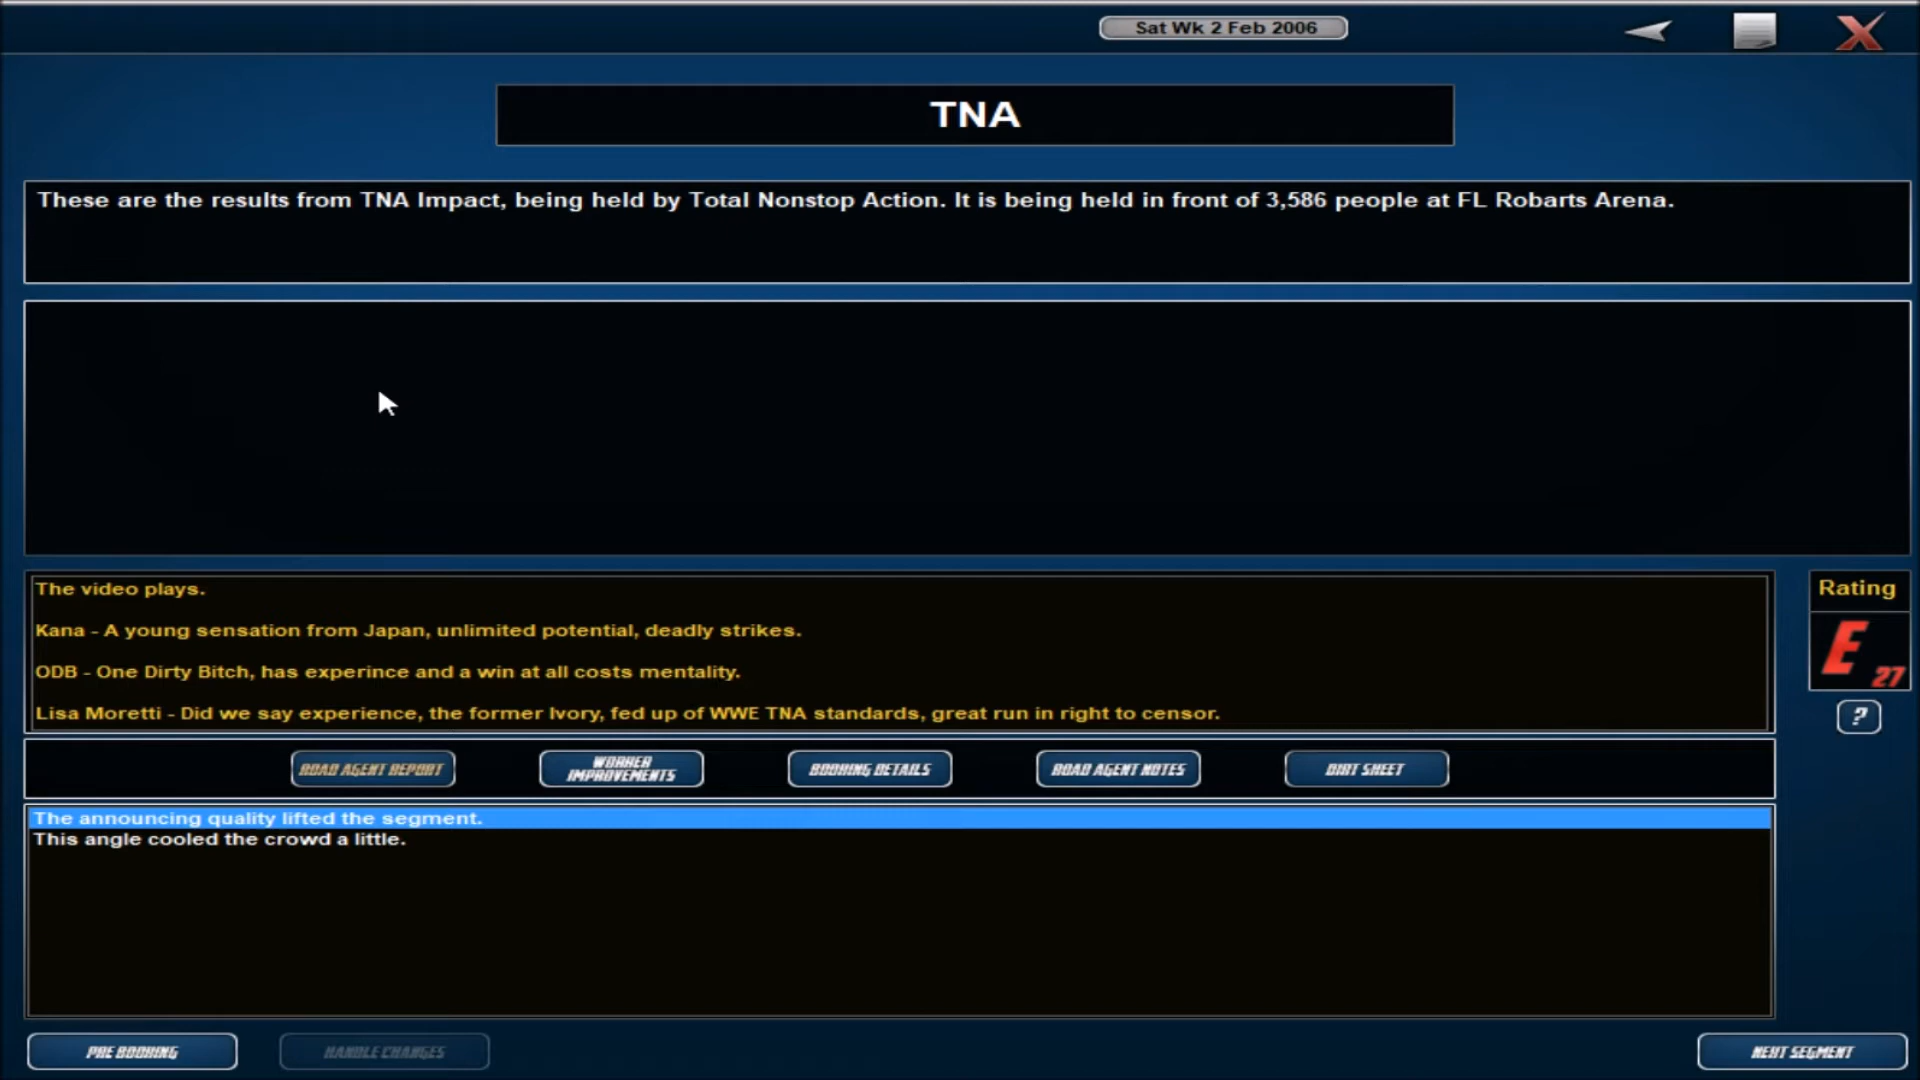 Sat Wk 2 Feb 2006
TNA
These are the results from TNA Impact, being held by Total Nonstop Action. It is being held in front of 3,586 people at FL Robarts Arena.
The video plays.
Kana - A young sensation from Japan, unlimited potential, deadly strikes.
ODB - One Dirty Bitch, has experince and a win at all costs mentality.
Lisa Moretti - Did we say experience, the former Ivory, fed up of WWE TNA standards, great run in right to censor.
Rating
E 27
?
ROAD AGENT REPORT
WORKER IMPROVEMENTS
BOOKING DETAILS
ROAD AGENT NOTES
DIRT SHEET
The announcing quality lifted the segment.
This angle cooled the crowd a little.
PRE BOOKING
HANDLE CHANGES
NEXT SEGMENT